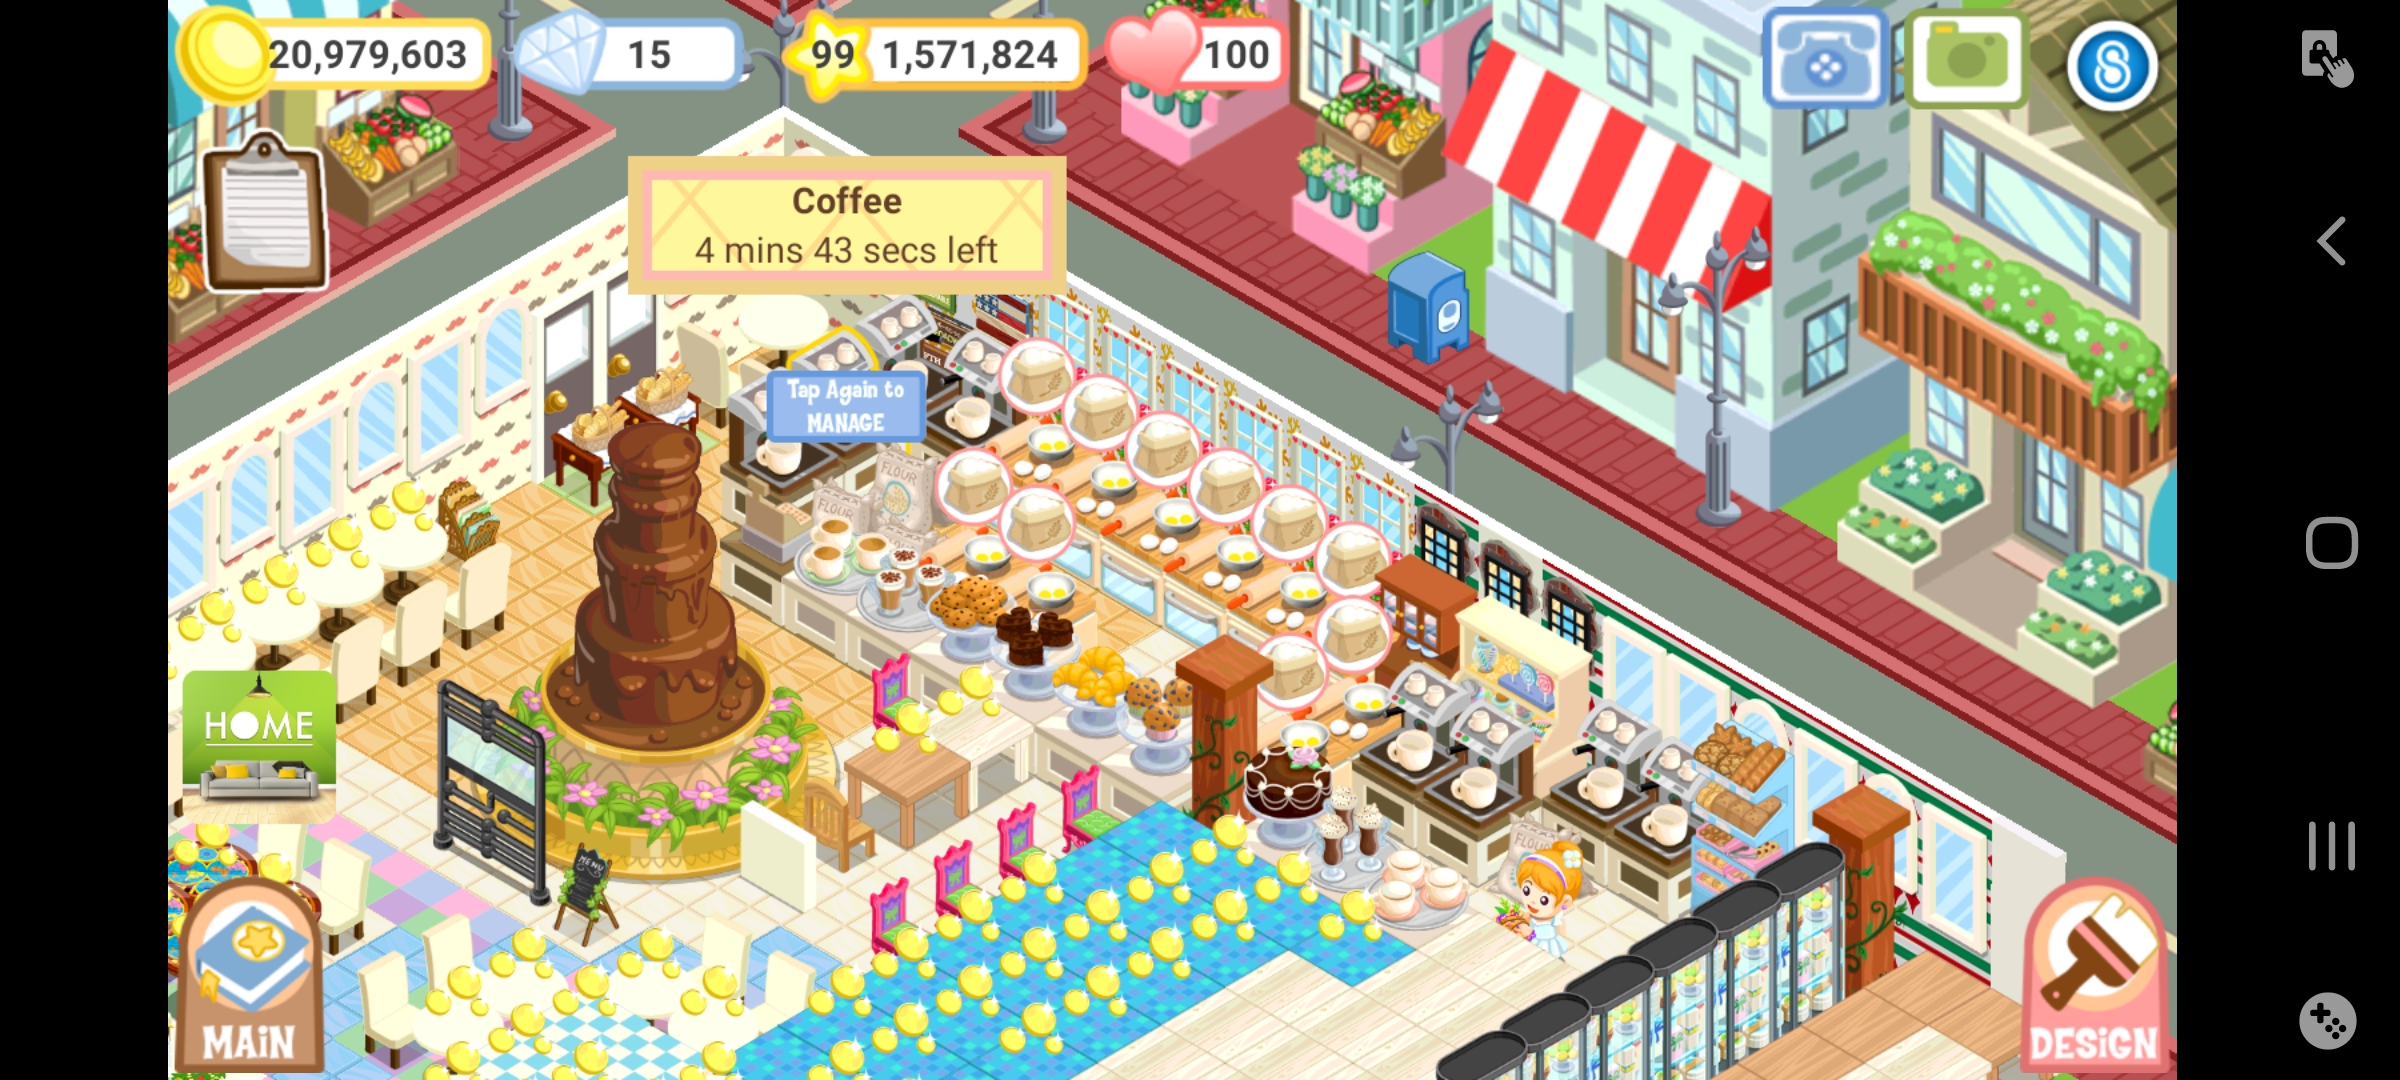 20,979,603
15
99 1,571,824
100
Coffee
4 mins 43 secs left
Tap Again to
MANAGE
FLOUR
FLOUR
HOME
MENU
FLOUR
MAiN
DESiGN